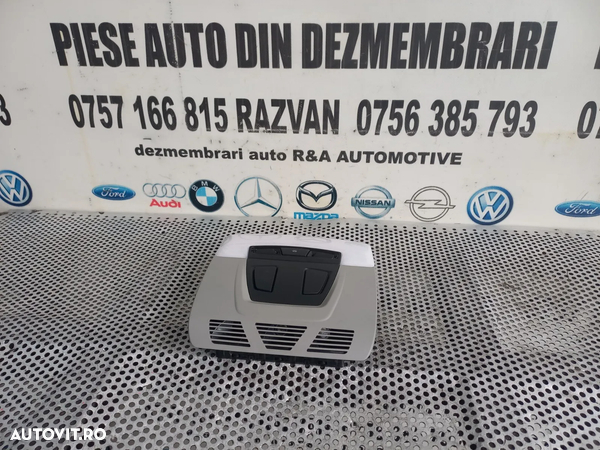 PIESE AUTO DIN DEZMEMBRARI
0757 166 815 RAZVAN 0756 385 793
dezmembrari auto R&A AUTOMOTIVE
Ford
Audi
BMW
mazda
NISSAN
OPEL
Ford
AUTOVIT.RO